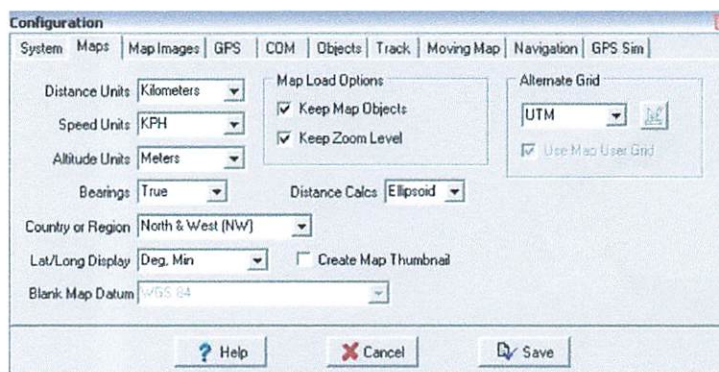 Configuration
System Maps Map Images GPS COM Objects Track Moving Map Navigation GPS Sim
Distance Units Kilometers
Speed Units KPH
Altitude Units Meters
Bearings True
Map Load Options
Keep Map Objects
Keep Zoom Level
Alternate Grid
UTM
Use Map User Grid
Distance Calcs Ellipsoid
Country or Region North & West (NW)
Lat/Long Display Deg, Min
Create Map Thumbnail
Blank Map Datum WGS 84
? Help Cancel Save